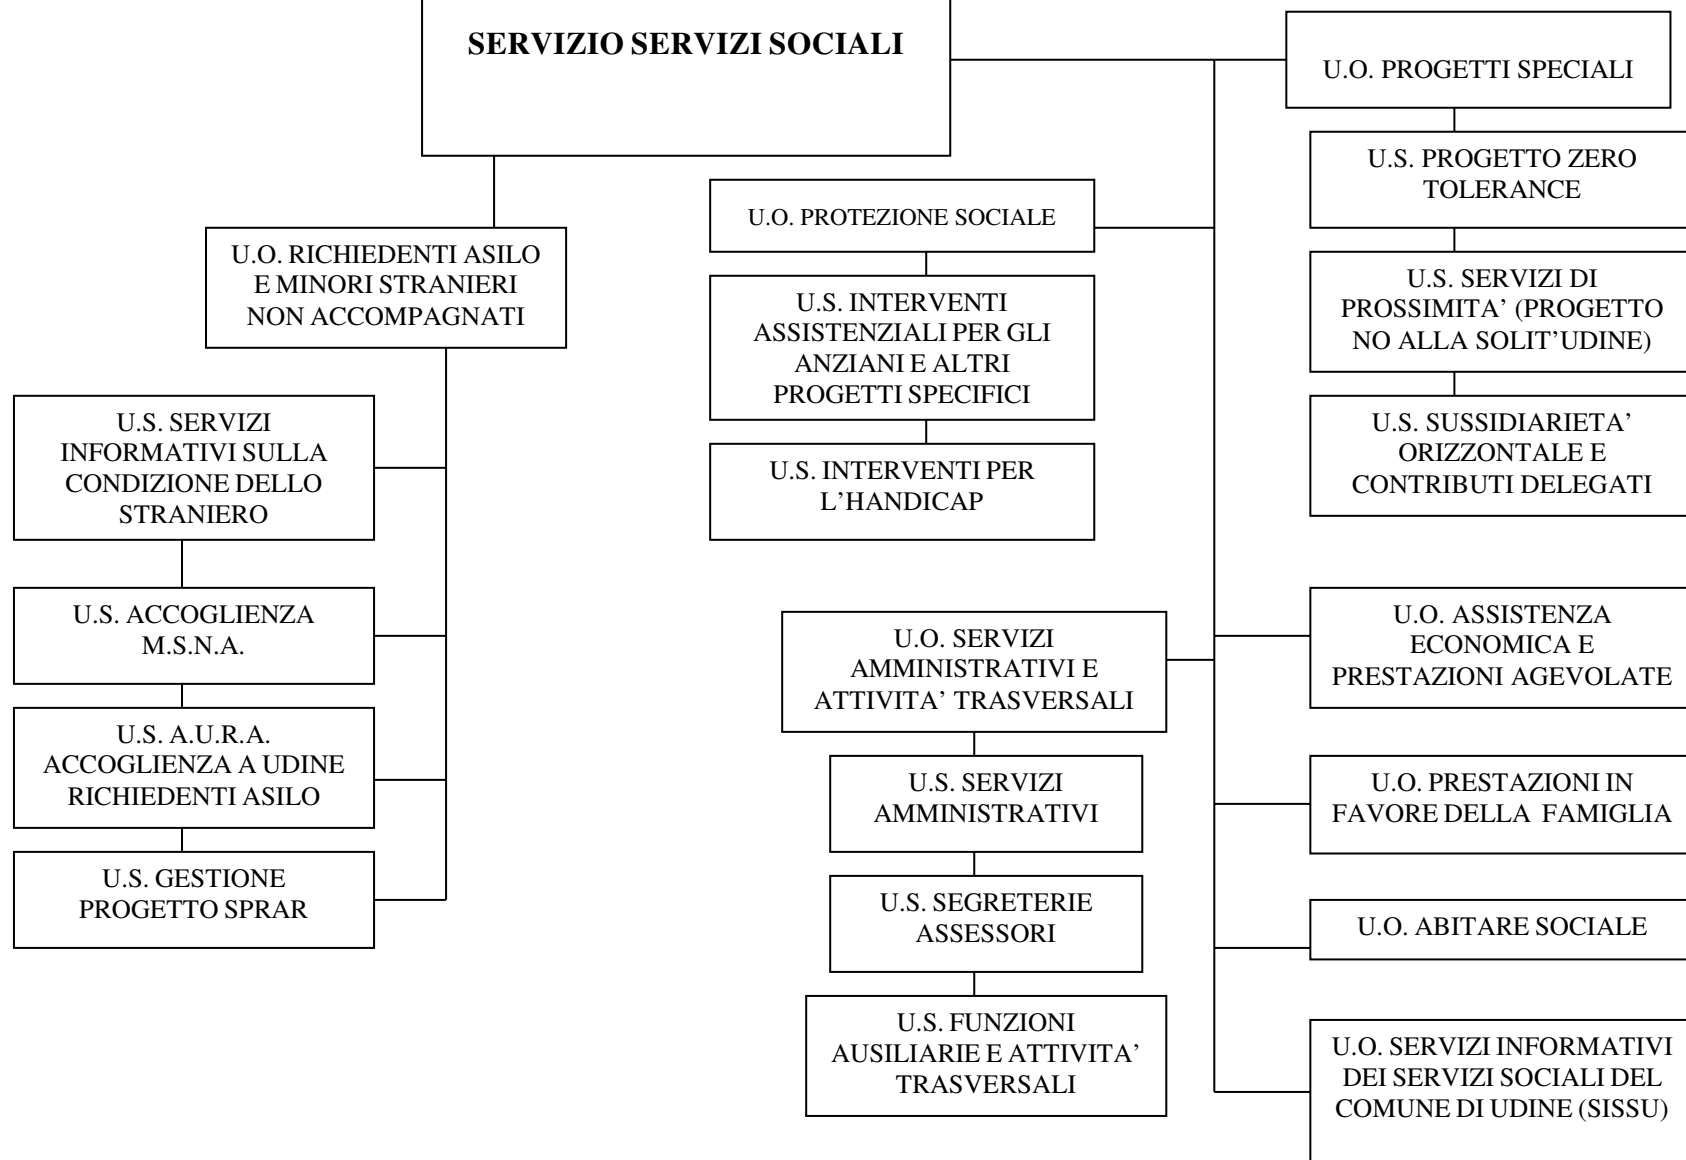 SERVIZIO SERVIZI SOCIALI
U.O. PROGETTI SPECIALI
U.S. PROGETTO ZERO
TOLERANCE
U.S. SERVIZI DI
PROSSIMITA’ (PROGETTO
NO ALLA SOLIT’UDINE)
U.S. SUSSIDIARIETA’
ORIZZONTALE E
CONTRIBUTI DELEGATI
U.O. PROTEZIONE SOCIALE
U.S. INTERVENTI
ASSISTENZIALI PER GLI
ANZIANI E ALTRI
PROGETTI SPECIFICI
U.S. INTERVENTI PER
L’HANDICAP
U.O. RICHIEDENTI ASILO
E MINORI STRANIERI
NON ACCOMPAGNATI
U.S. SERVIZI
INFORMATIVI SULLA
CONDIZIONE DELLO
STRANIERO
U.S. ACCOGLIENZA
M.S.N.A.
U.S. A.U.R.A.
ACCOGLIENZA A UDINE
RICHIEDENTI ASILO
U.S. GESTIONE
PROGETTO SPRAR
U.O. SERVIZI
AMMINISTRATIVI E
ATTIVITA’ TRASVERSALI
U.S. SERVIZI
AMMINISTRATIVI
U.S. SEGRETERIE
ASSESSORI
U.S. FUNZIONI
AUSILIARIE E ATTIVITA’
TRASVERSALI
U.O. ASSISTENZA
ECONOMICA E
PRESTAZIONI AGEVOLATE
U.O. PRESTAZIONI IN
FAVORE DELLA FAMIGLIA
U.O. ABITARE SOCIALE
U.O. SERVIZI INFORMATIVI
DEI SERVIZI SOCIALI DEL
COMUNE DI UDINE (SISSU)